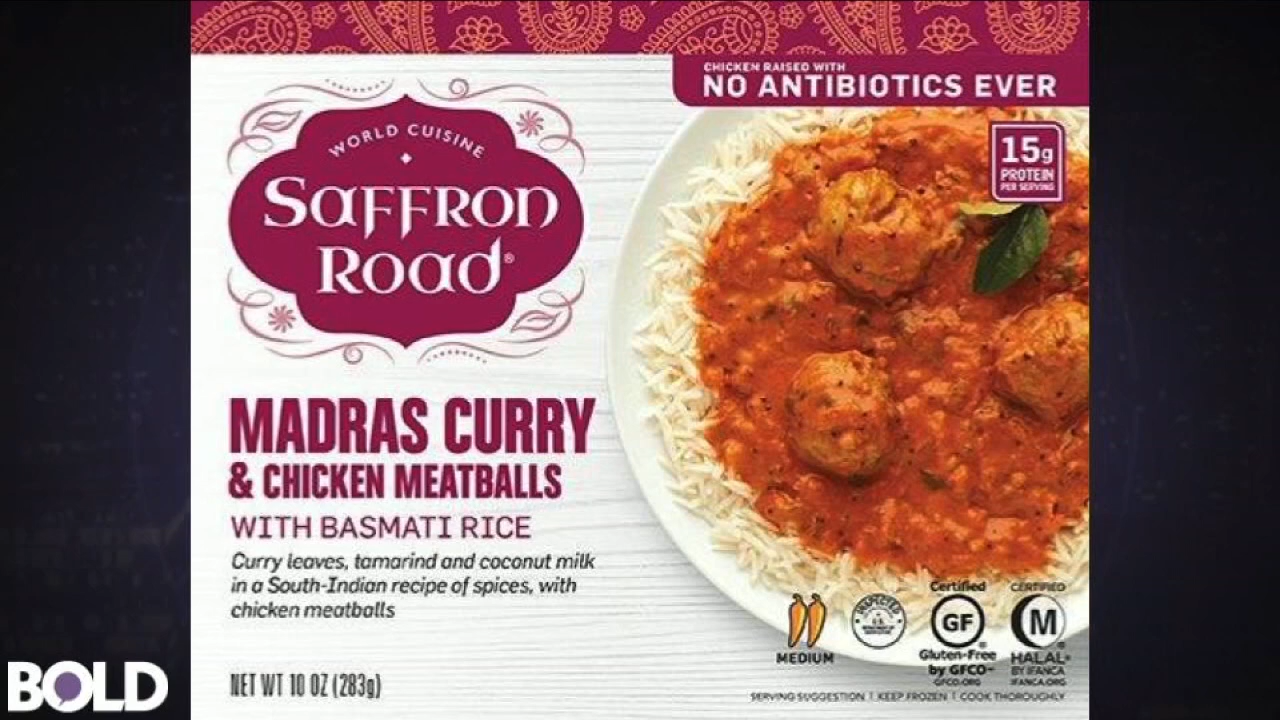 CHICKEN RAISED WITH
NO ANTIBIOTICS EVER
WORLD CUISINE
Saffron
Road®
15g
PROTEIN
PER SERVING
MADRAS CURRY
& CHICKEN MEATBALLS
WITH BASMATI RICE
Curry leaves, tamarind and coconut milk
in a South-Indian recipe of spices, with
chicken meatballs
NET WT 10 OZ (283g)
MEDIUM
INSPECTED
U.S.
Certified
GF
Gluten-Free
by GFCO
GFCO.ORG
CERTIFIED
M
HALAL
BY IFANCA
IFANCA.ORG
SERVING SUGGESTION | KEEP FROZEN | COOK THOROUGHLY
BOLD